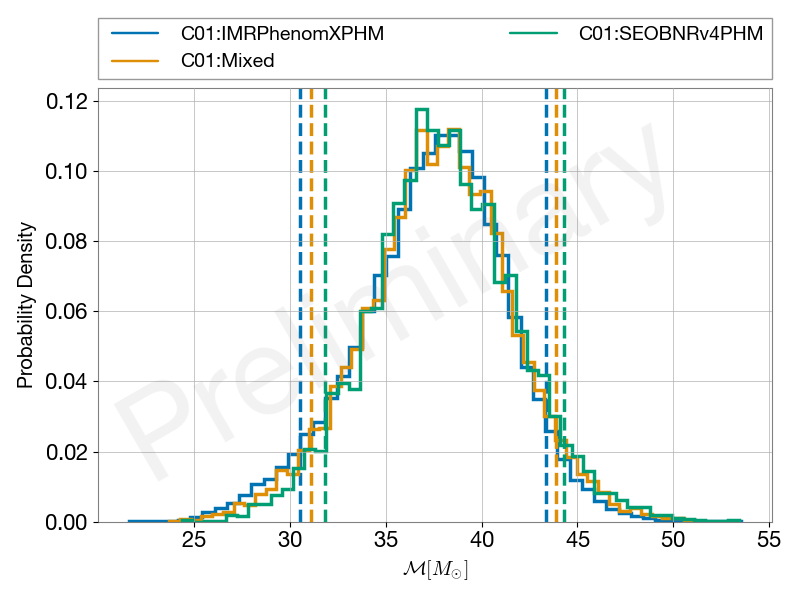 C01:IMRPhenomXPHM
C01:SEOBNRv4PHM
C01:Mixed
0.12
0.10
0.08
0.06
0.04
0.02
0.00
Probability Density
Preliminary
25
30
35
40
45
50
55
ℳ[M⊙]